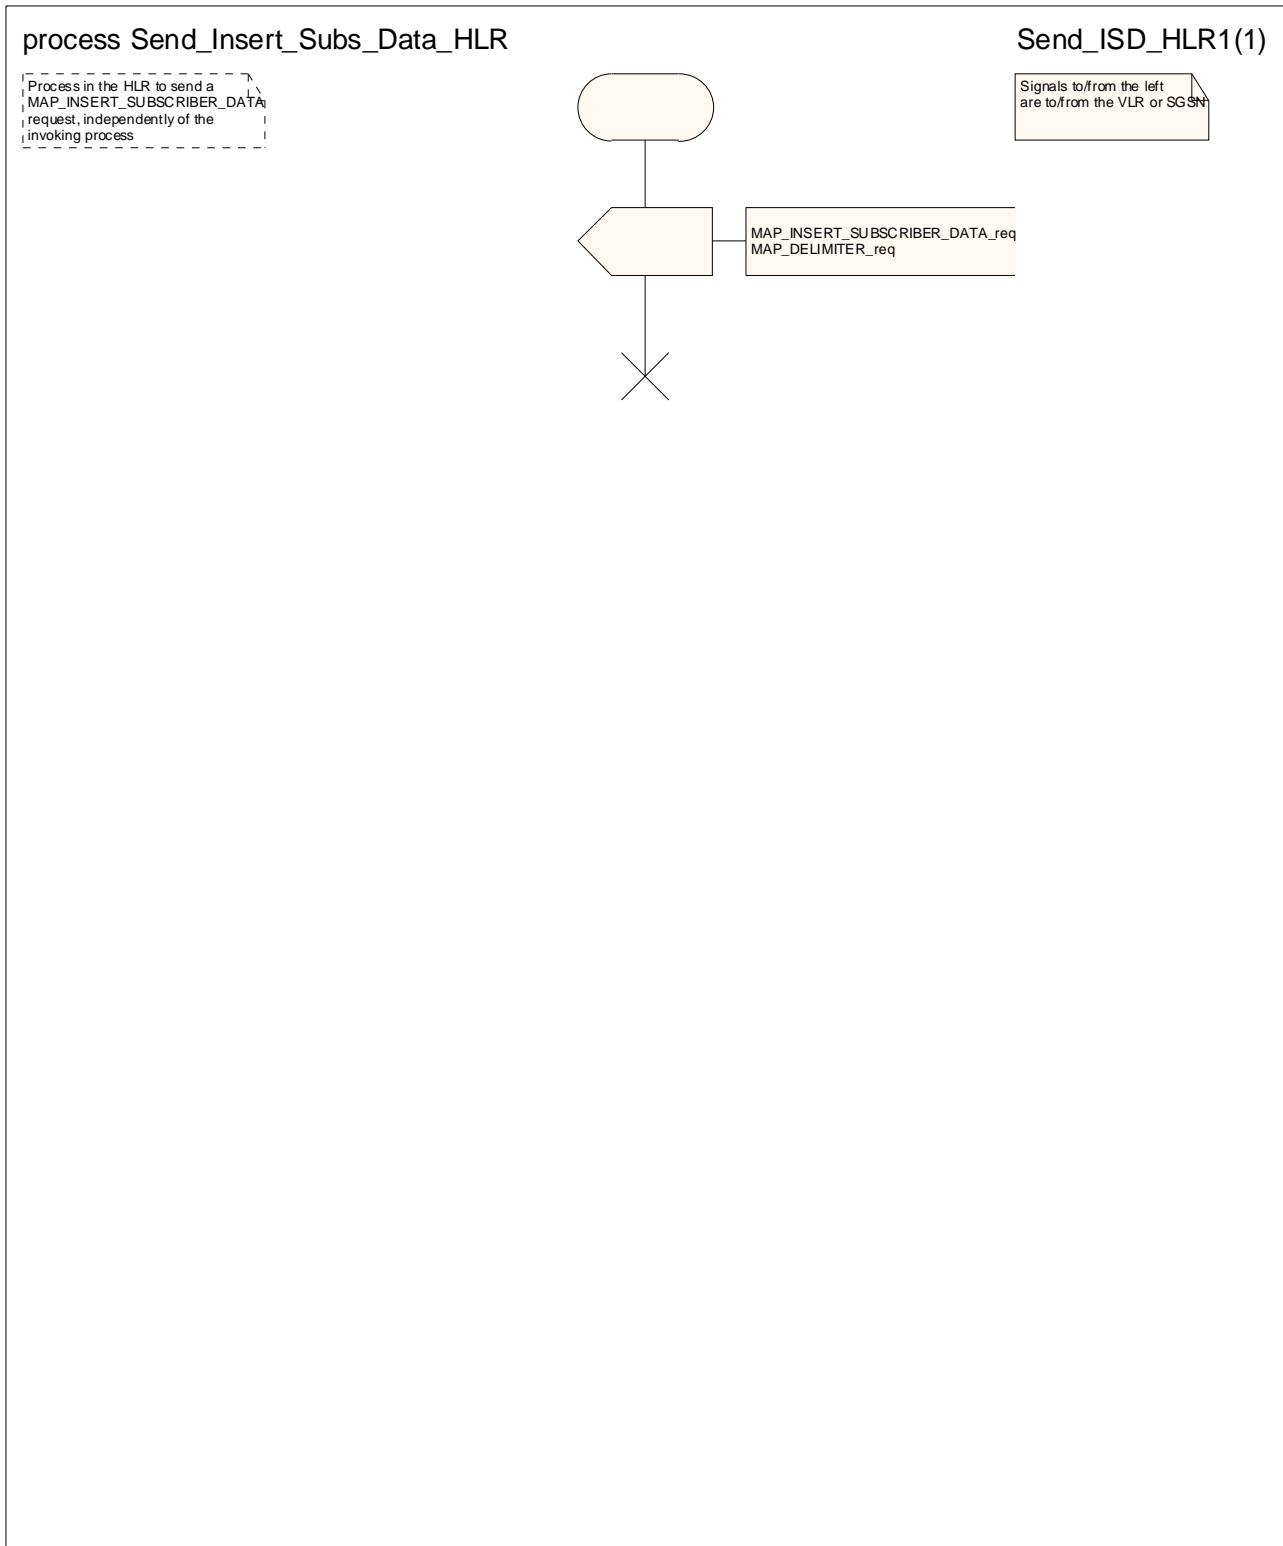 process Send_Insert_Subs_Data_HLR
Send_ISD_HLR1(1)
Process in the HLR to send a
MAP_INSERT_SUBSCRIBER_DATA
request, independently of the
invoking process
Signals to/from the left
are to/from the VLR or SGSN
MAP_INSERT_SUBSCRIBER_DATA_req
MAP_DELIMITER_req